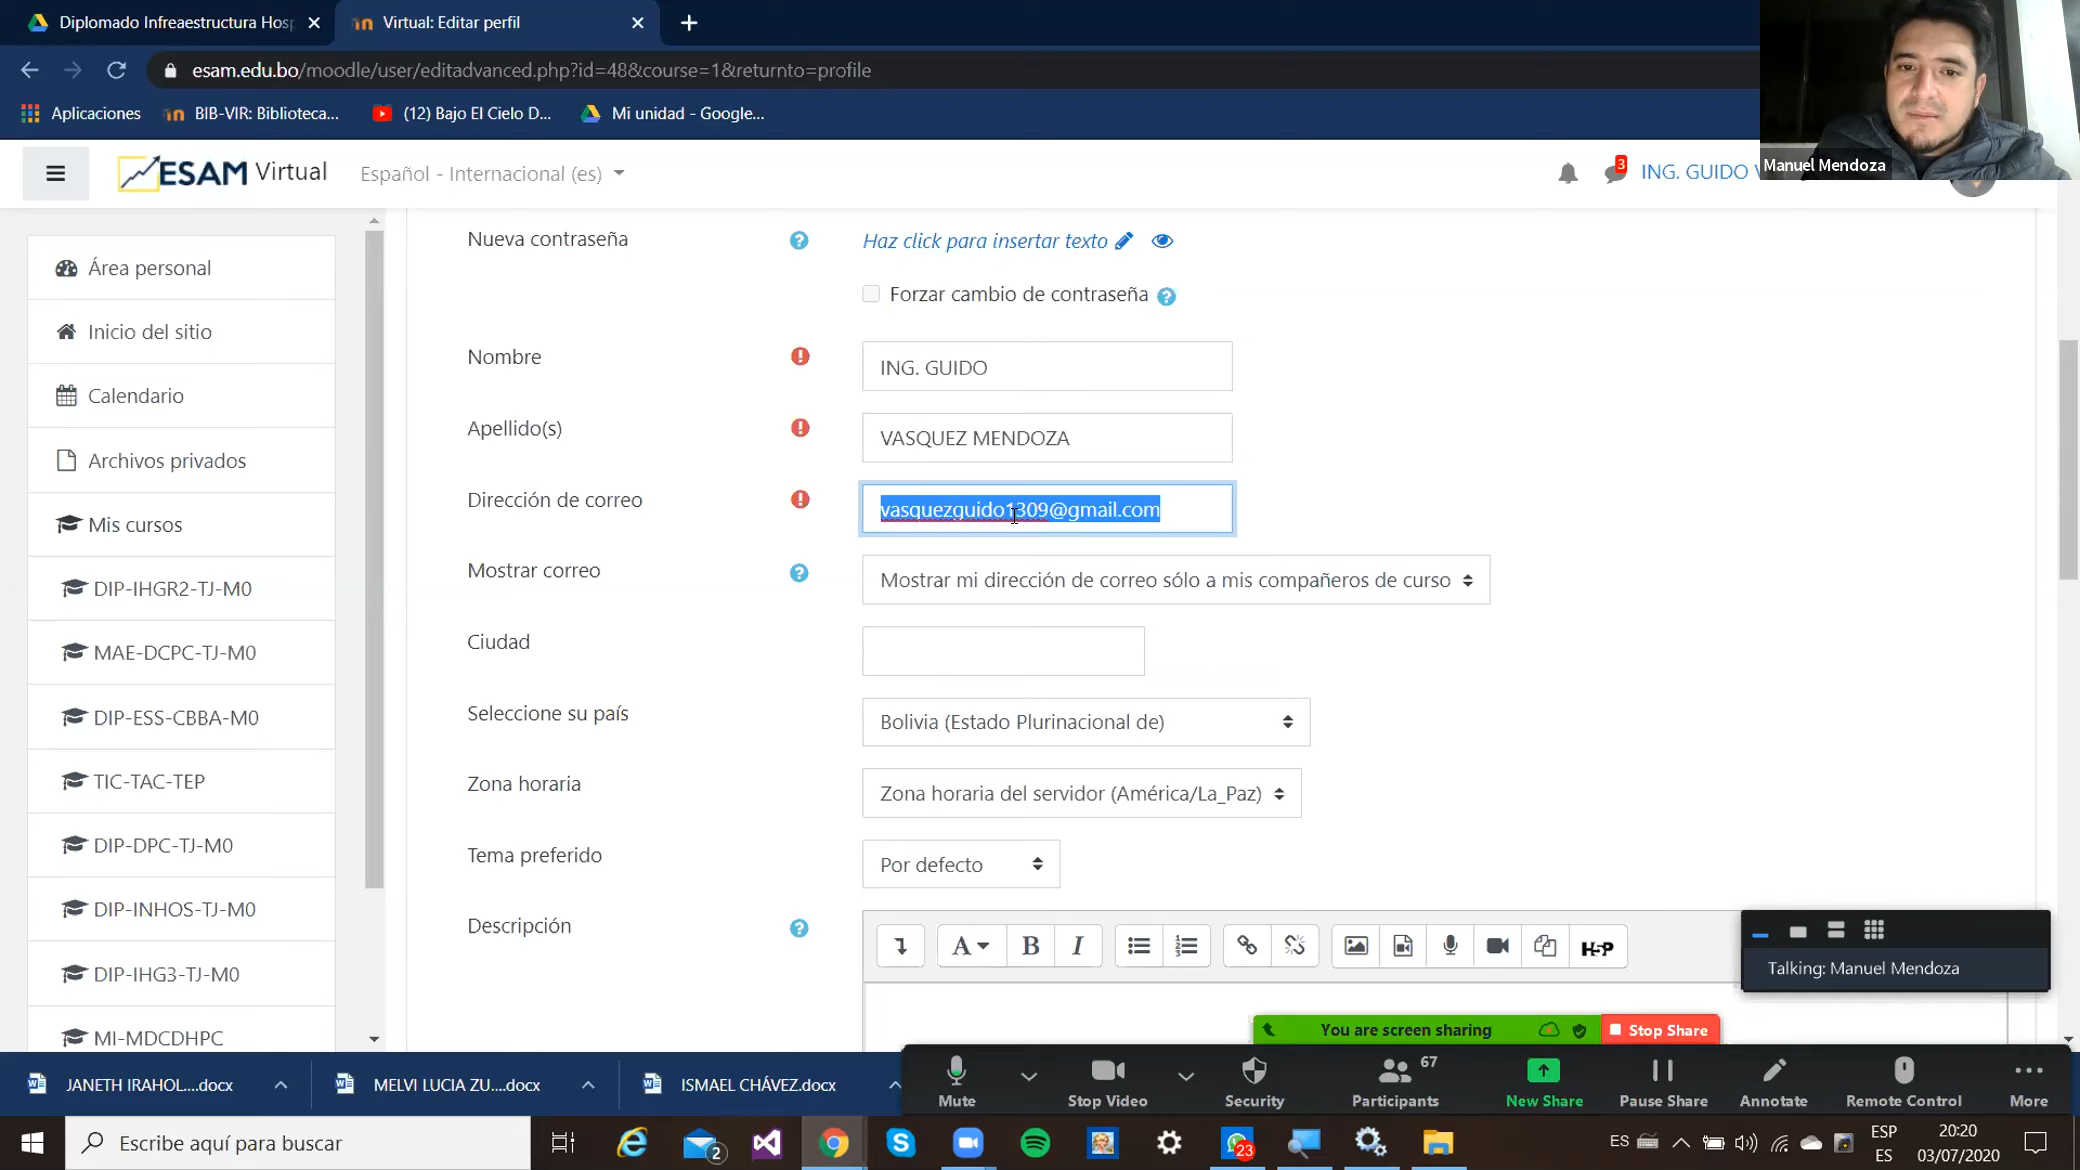 Diplomado Infreaestructura Hosp
Virtual: Editar perfil
esam.edu.bo/moodle/user/editadvanced.php?id=48&course=1&returnto=profile
Aplicaciones
BIB-VIR: Biblioteca...
(12) Bajo El Cielo D...
Mi unidad - Google...
Manuel Mendoza
ESAM Virtual
Español - Internacional (es)
3
ING. GUIDO V
Área personal
Inicio del sitio
Calendario
Archivos privados
Mis cursos
DIP-IHGR2-TJ-M0
MAE-DCPC-TJ-M0
DIP-ESS-CBBA-M0
TIC-TAC-TEP
DIP-DPC-TJ-M0
DIP-INHOS-TJ-M0
DIP-IHG3-TJ-M0
MI-MDCDHPC
Nueva contraseña
Haz click para insertar texto
Forzar cambio de contraseña
Nombre
ING. GUIDO
Apellido(s)
VASQUEZ MENDOZA
Dirección de correo
vasquezguido1309@gmail.com
Mostrar correo
Mostrar mi dirección de correo sólo a mis compañeros de curso
Ciudad
Seleccione su país
Bolivia (Estado Plurinacional de)
Zona horaria
Zona horaria del servidor (América/La_Paz)
Tema preferido
Por defecto
Descripción
A B I
H5P
Talking: Manuel Mendoza
You are screen sharing
Stop Share
JANETH IRAHOL....docx
MELVI LUCIA ZU....docx
ISMAEL CHÁVEZ.docx
Mute
Stop Video
Security
67
Participants
New Share
Pause Share
Annotate
Remote Control
More
Escribe aquí para buscar
2
23
ES
ESP
ES
20:20
03/07/2020